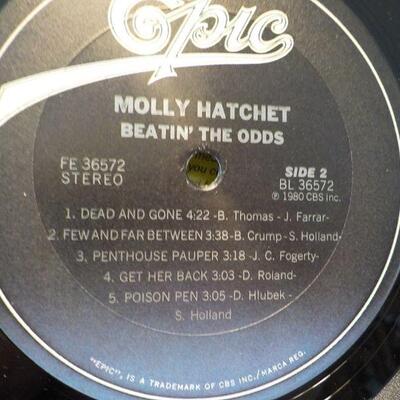 Epic
MOLLY HATCHET
BEATIN' THE ODDS
FE 36572
STEREO
SIDE 2
BL 36572
℗ 1980 CBS Inc.
1. DEAD AND GONE 4:22 -B. Thomas - J. Farrar-
2. FEW AND FAR BETWEEN 3:38 -B. Crump - S. Holland-
3. PENTHOUSE PAUPER 3:18 -J. C. Fogerty-
4. GET HER BACK 3:03 -D. Roland-
5. POISON PEN 3:05 -D. Hlubek -
S. Holland
"EPIC", IS A TRADEMARK OF CBS INC./MARCA REG.